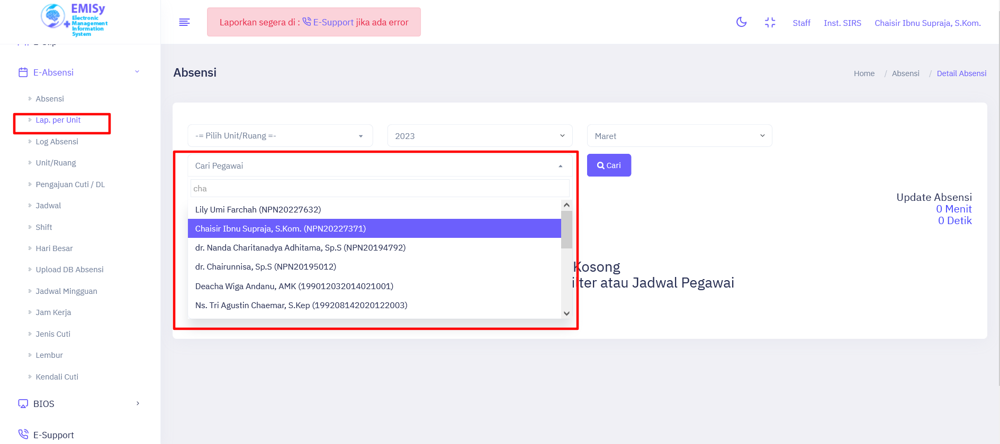 EMISy
Electronic
Management
Information
System
Laporkan segera di : E-Support jika ada error
Staff
Inst. SIRS
Chaisir Ibnu Supraja, S.Kom.
E-Absensi
Absensi
Lap. per Unit
Log Absensi
Unit/Ruang
Pengajuan Cuti / DL
Jadwal
Shift
Hari Besar
Upload DB Absensi
Jadwal Mingguan
Jam Kerja
Jenis Cuti
Lembur
Kendali Cuti
BIOS
E-Support
Absensi
Home / Absensi / Detail Absensi
-= Pilih Unit/Ruang =-
2023
Maret
Cari Pegawai
Cari
cha
Lily Umi Farchah (NPN20227632)
Chaisir Ibnu Supraja, S.Kom. (NPN20227371)
dr. Nanda Charitanadya Adhitama, Sp.S (NPN20194792)
dr. Chairunnisa, Sp.S (NPN20195012)
Deacha Wiga Andanu, AMK (199012032014021001)
Ns. Tri Agustin Chaemar, S.Kep (199208142020122003)
Update Absensi
0 Menit
0 Detik
Kosong
atau Jadwal Pegawai